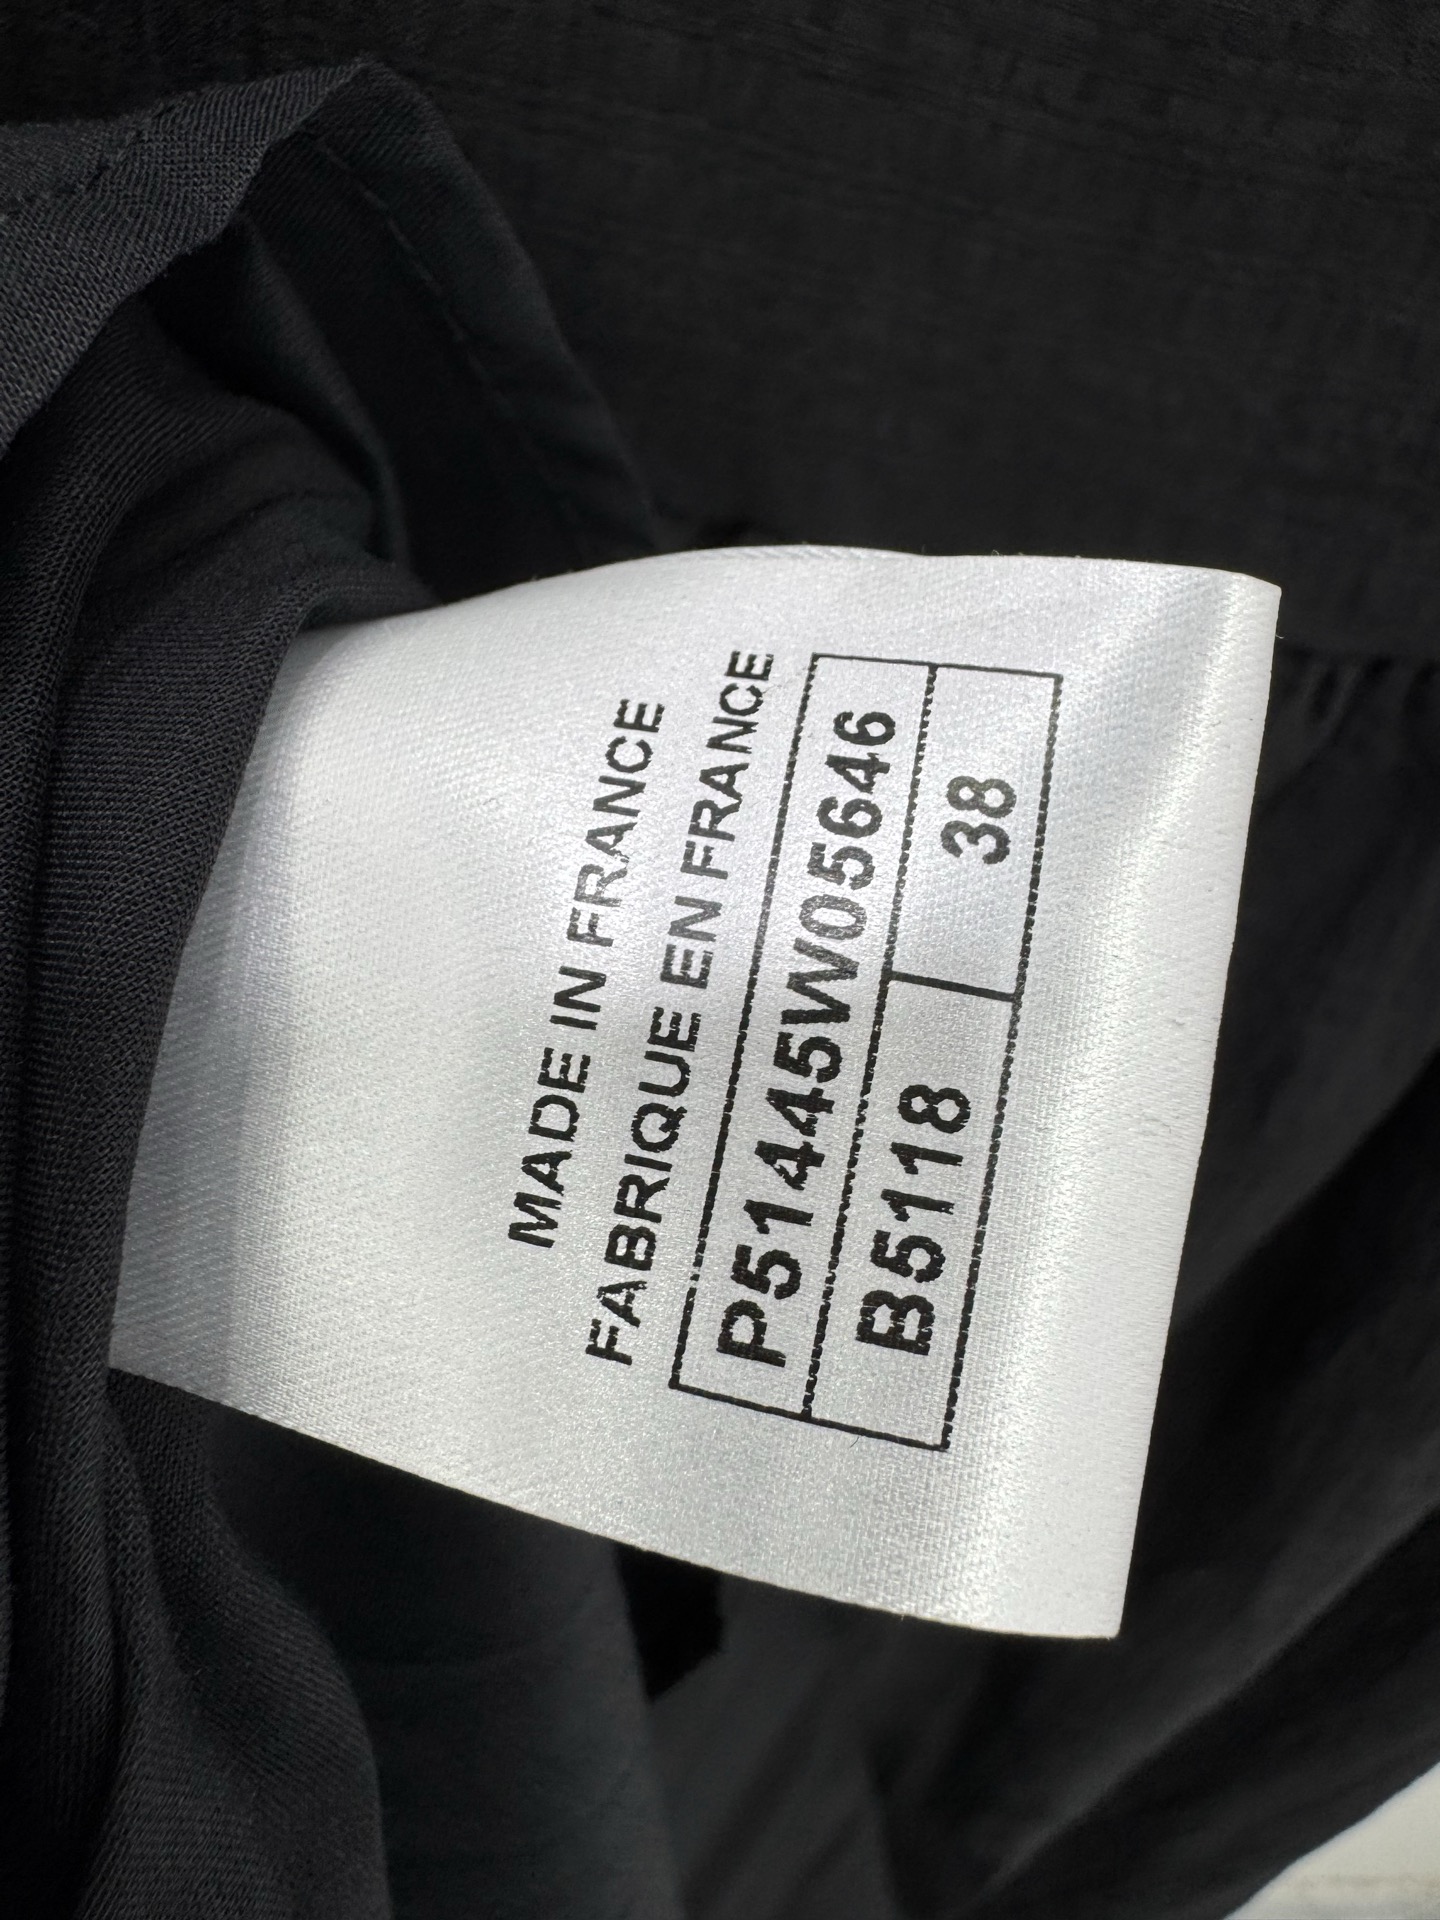 MADE IN FRANCE
FABRIQUE EN FRANCE
P51445W05646
B5118 38